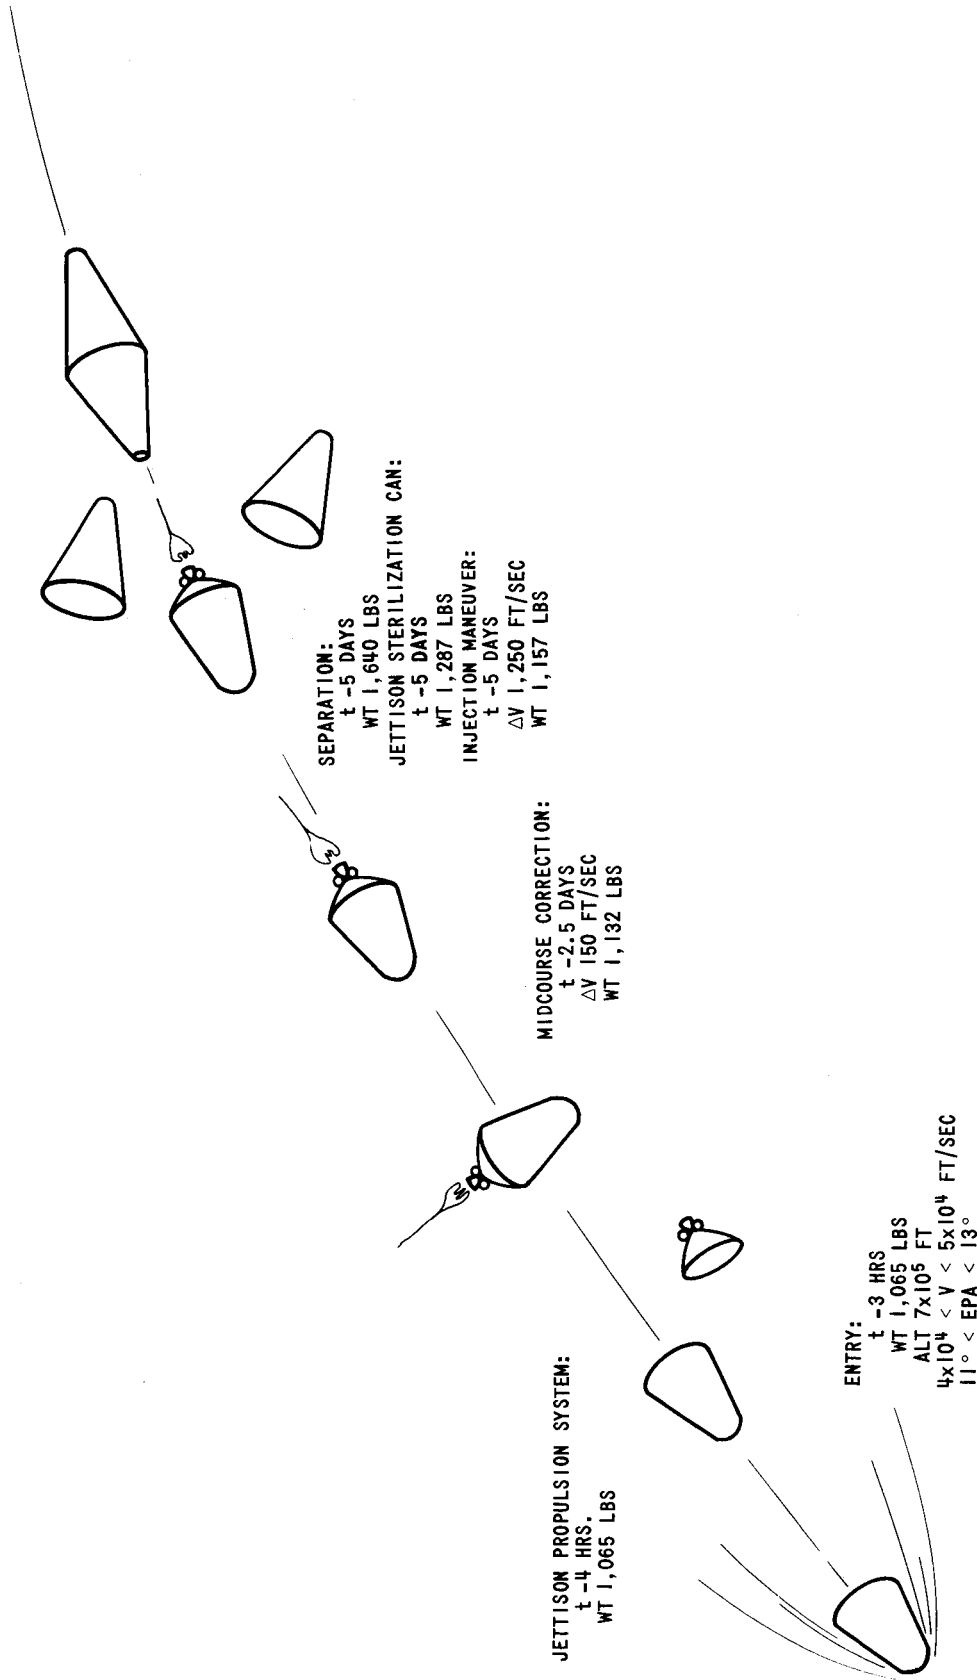 SEPARATION:
t -5 DAYS
WT 1,640 LBS
JETTISON STERILIZATION CAN:
t -5 DAYS
WT 1,287 LBS
INJECTION MANEUVER:
t -5 DAYS
△V 1,250 FT/SEC
WT 1,157 LBS
MIDCOURSE CORRECTION:
t -2.5 DAYS
△V 150 FT/SEC
WT 1,132 LBS
JETTISON PROPULSION SYSTEM:
t -4 HRS.
WT 1,065 LBS
ENTRY:
t -3 HRS
WT 1,065 LBS
ALT 7x10⁵ FT
4x10⁴ < V < 5x10⁴ FT/SEC
11° < EPA < 13°